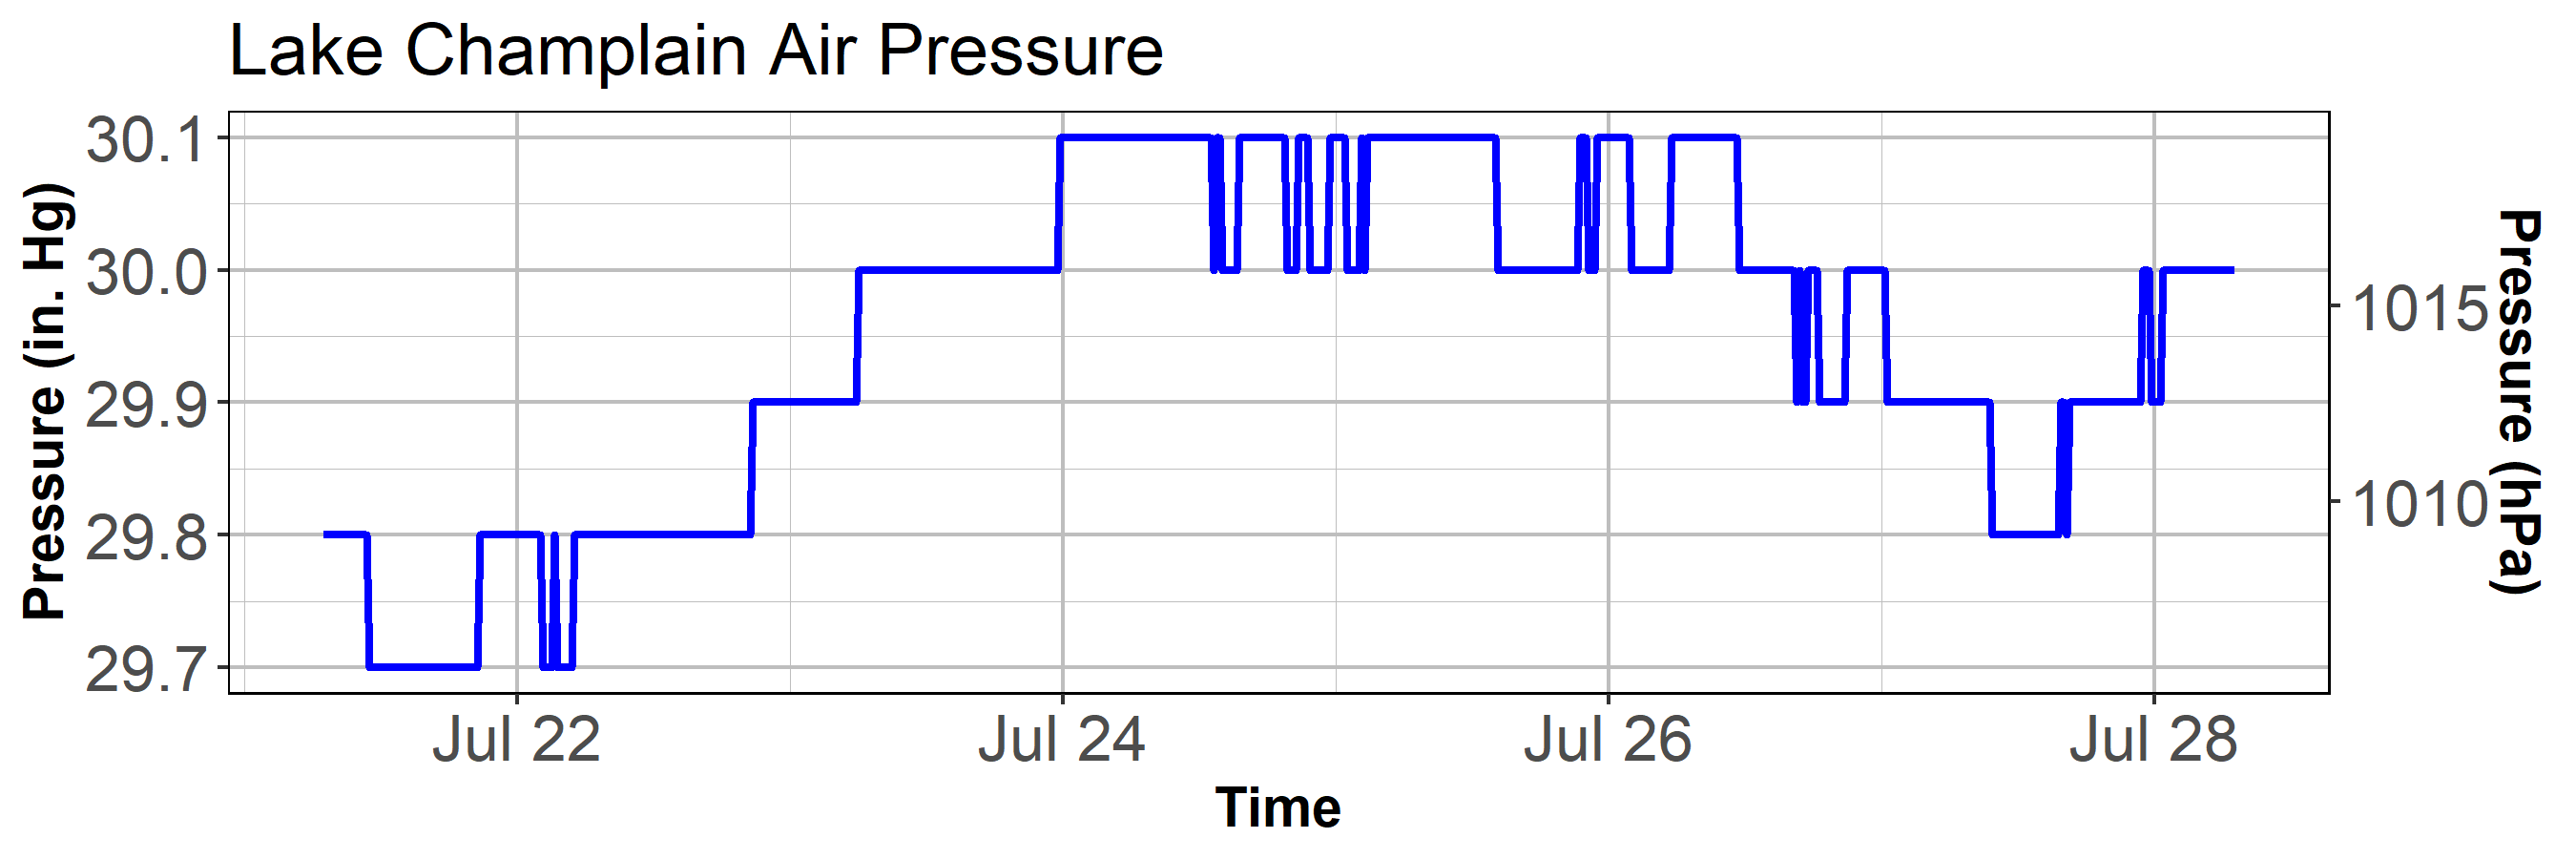 Lake Champlain Air Pressure
Pressure (in. Hg)
30.1
30.0
29.9
29.8
29.7
1015
1010
Pressure (hPa)
Jul 22
Jul 24
Jul 26
Jul 28
Time